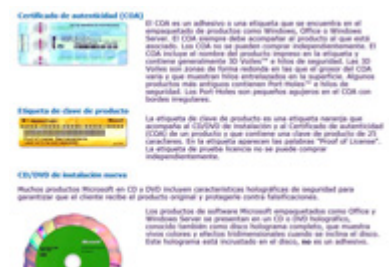 Certificado de autenticidad (COA)
El COA es un adhesivo o una etiqueta que se encuentra en el
empaquetado de productos como Windows, Office o Windows
Server. El COA siempre debe acompañar al producto al que está
asociado. Los COA no se pueden comprar independientemente. El
COA incluye el nombre del producto impreso en la etiqueta y
contiene generalmente 3D Voiles™ e hilos de seguridad. Las 3D
Voiles son zonas de forma redonda en las que el grosor del COA
varía y que muestran hilos entrelazados en la superficie. Algunos
productos más antiguos contienen Port Holes™ e hilos de
seguridad. Los Port Holes son pequeños agujeros en el COA con
bordes irregulares.
Etiqueta de clave de producto
La etiqueta de clave de producto es una etiqueta naranja que
acompaña al CD/DVD de instalación y al Certificado de autenticidad
(COA) de un producto y que contiene una clave de producto de 25
caracteres. En la etiqueta aparecen las palabras "Proof of License".
La etiqueta de prueba licencia no se puede comprar
independientemente.
CD/DVD de instalación nuevo
Muchos productos Microsoft en CD o DVD incluyen características holográficas de seguridad para
garantizar que el cliente recibe el producto original y protegerle contra falsificaciones.
Los productos de software Microsoft empaquetados como Office y
Windows Server se presentan en un CD o DVD holográfico,
conocido también como disco holograma completo, que muestra
vivos colores y efectos tridimensionales cuando se inclina el disco.
Este holograma está incrustado en el disco, no es un adhesivo.